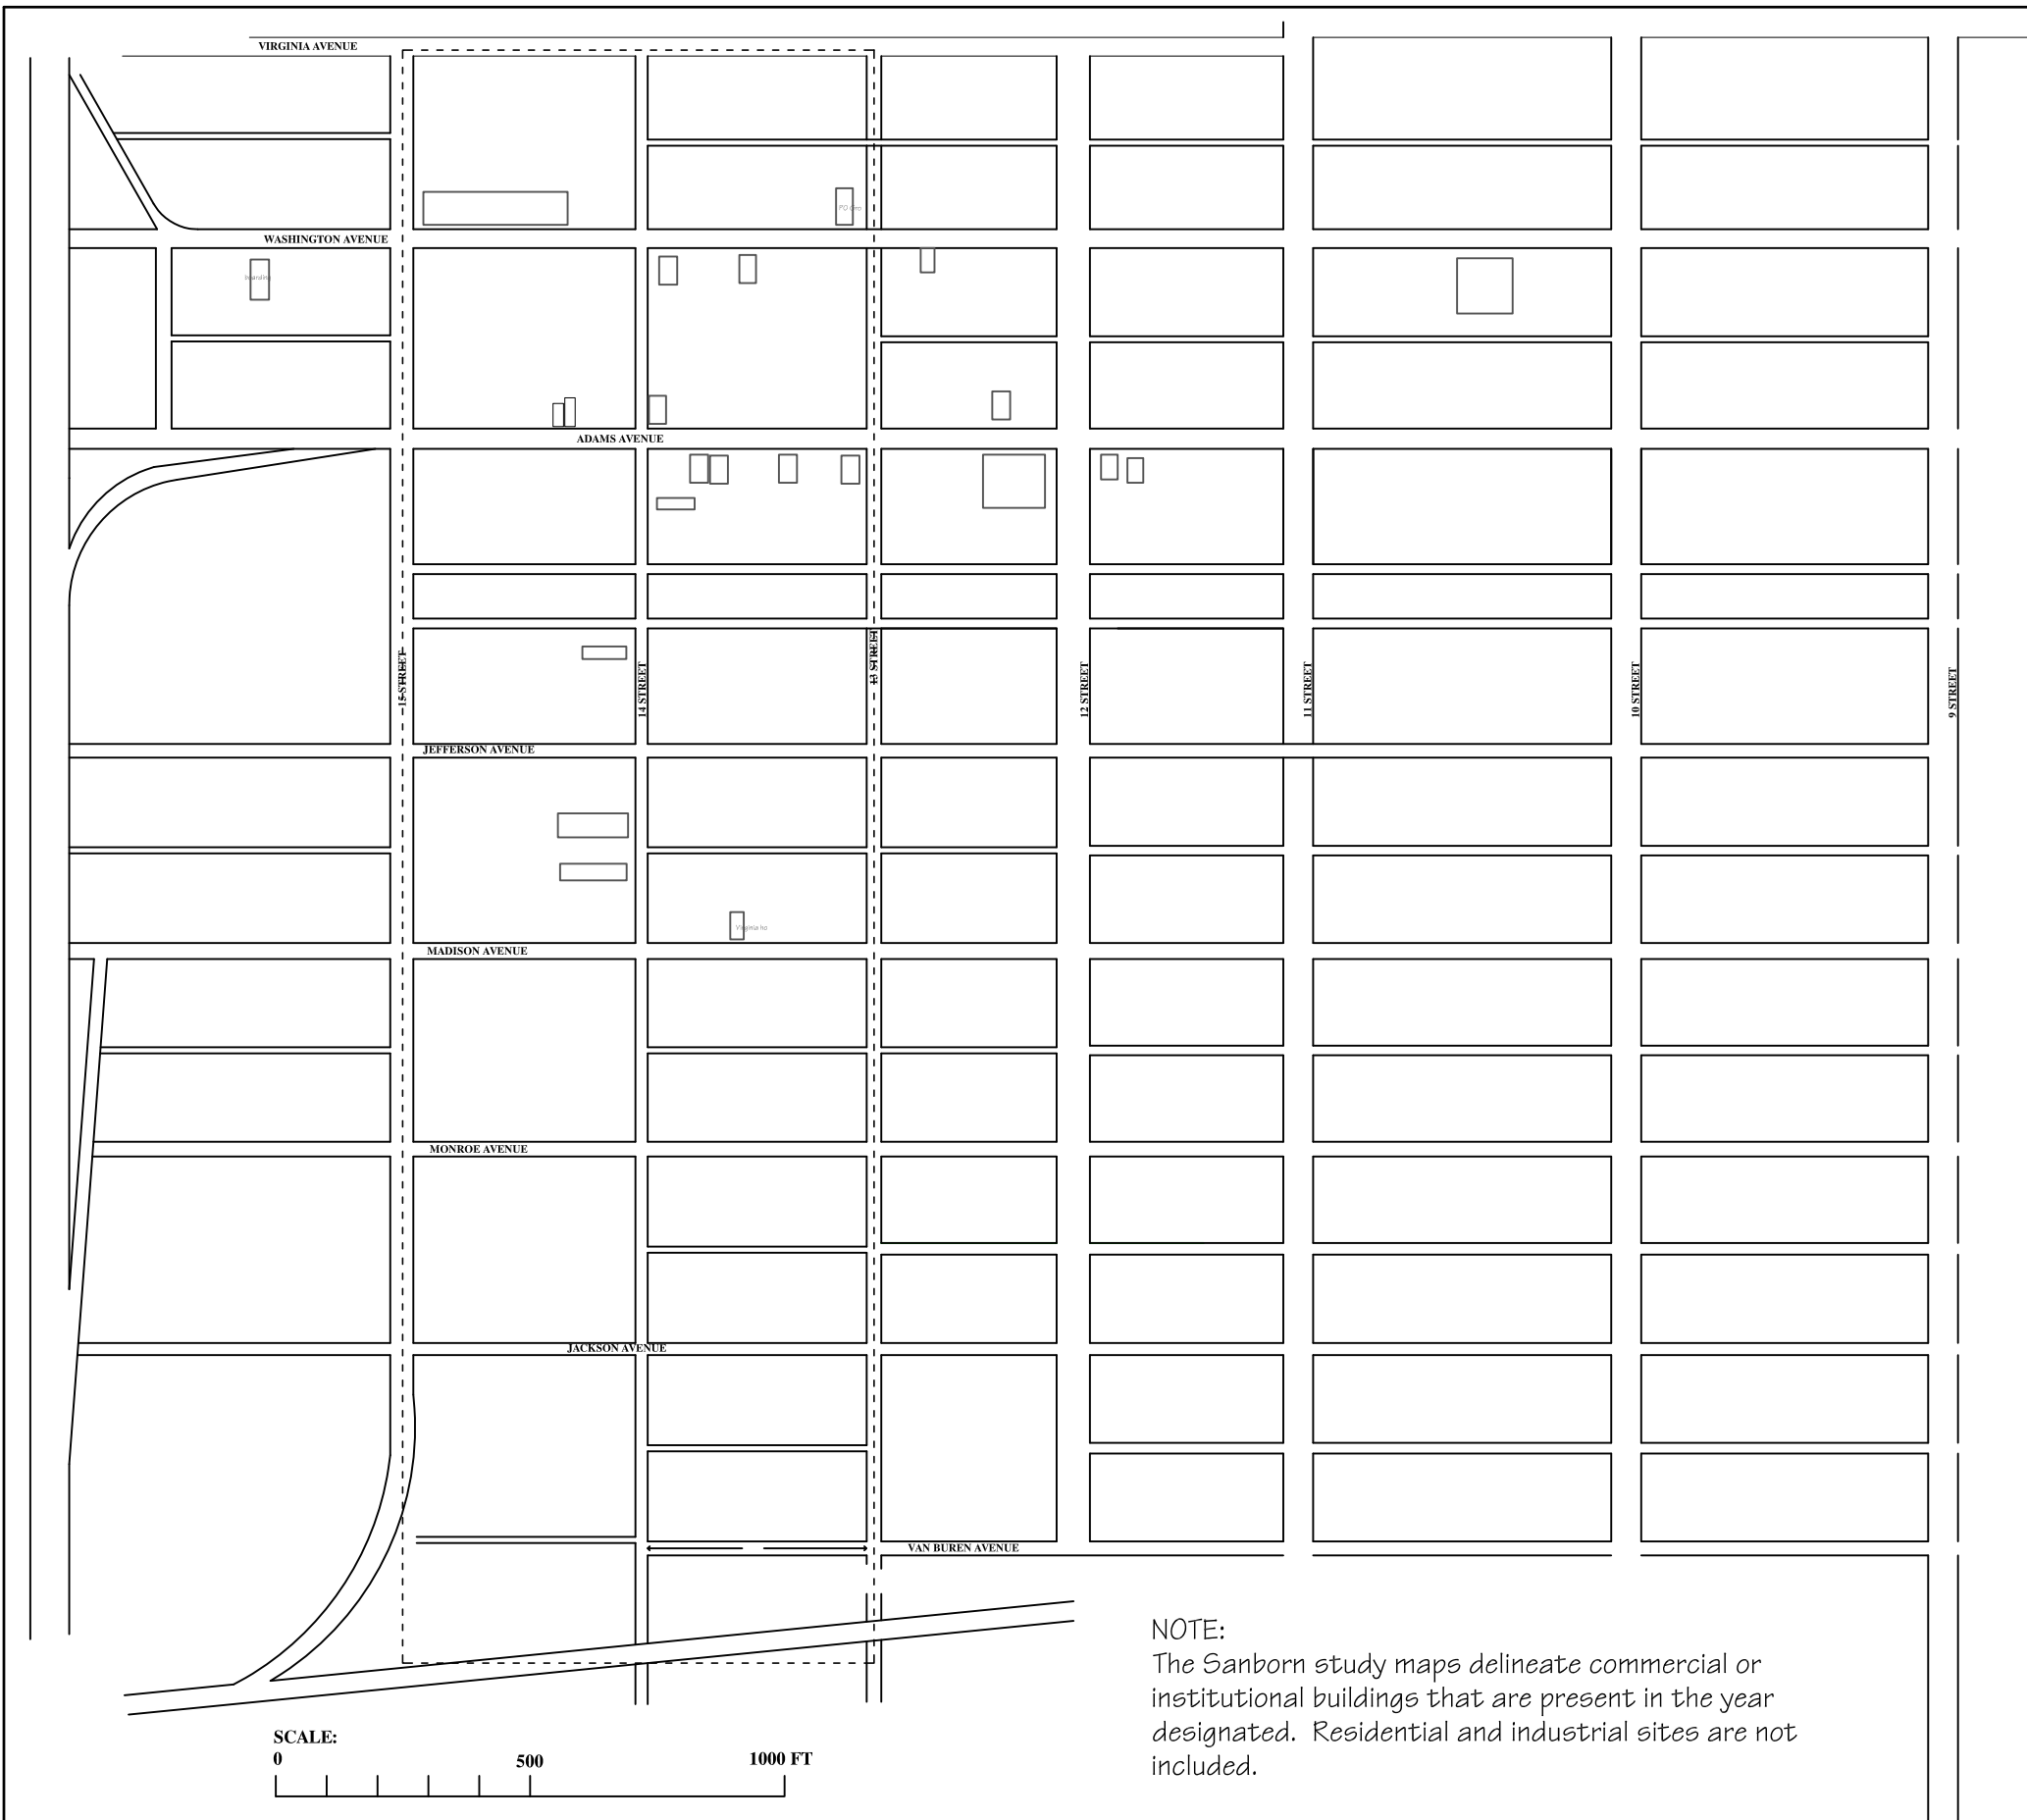 VIRGINIA AVENUE
WASHINGTON AVENUE
boarding
ADAMS AVENUE
15 STREET
14 STREET
13 STREET
12 STREET
11 STREET
10 STREET
9 STREET
JEFFERSON AVENUE
Virginia ho
MADISON AVENUE
MONROE AVENUE
JACKSON AVENUE
VAN BUREN AVENUE
NOTE:
The Sanborn study maps delineate commercial or
institutional buildings that are present in the year
designated. Residential and industrial sites are not
included.
SCALE:
0 500 1000 FT